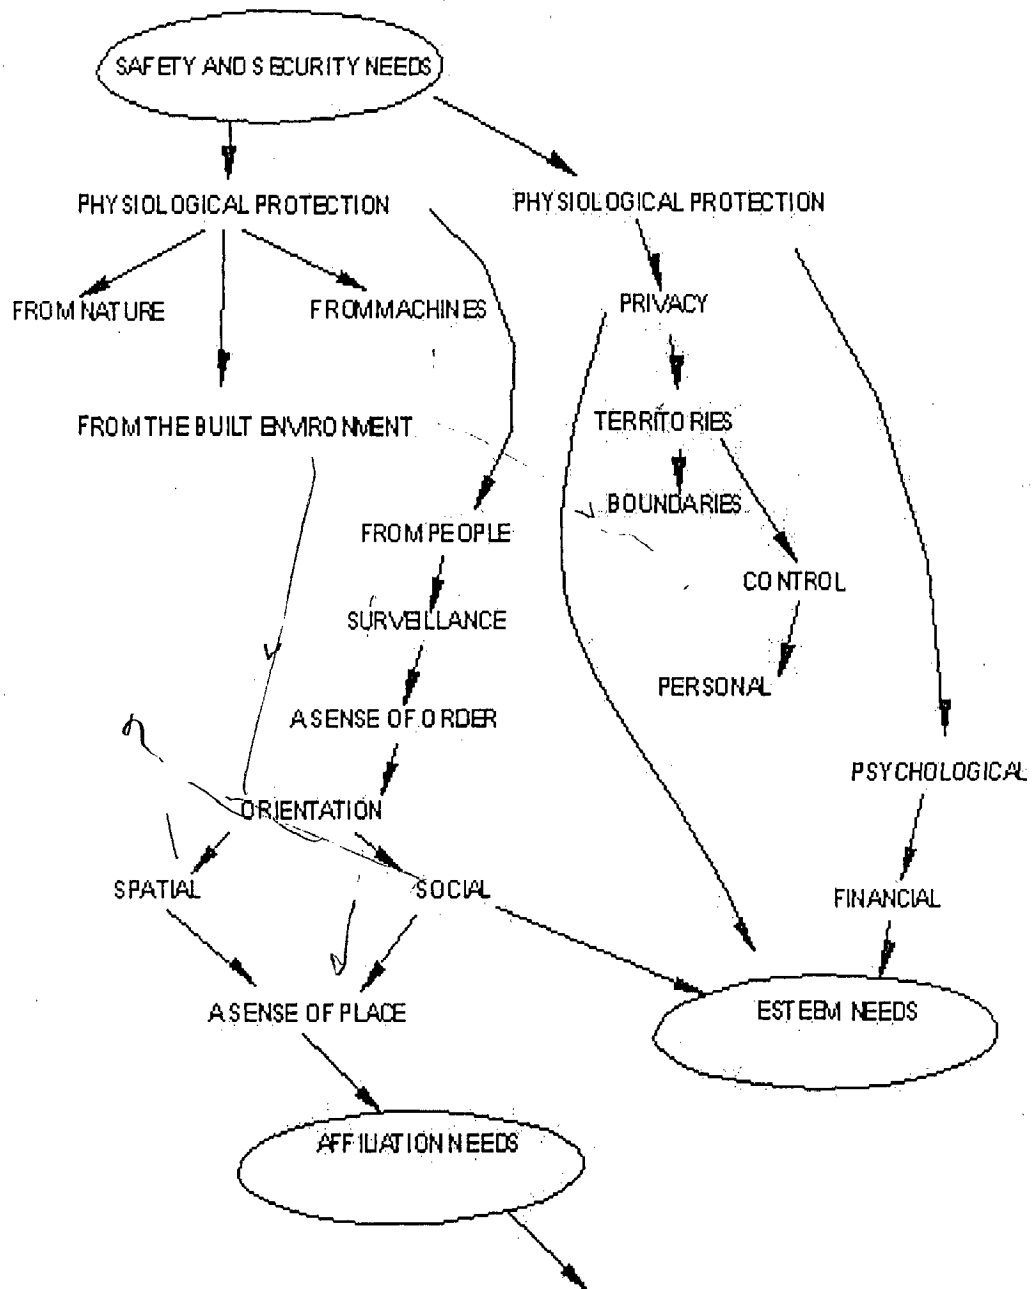 SAFETY AND SECURITY NEEDS
PHYSIOLOGICAL PROTECTION
PHYSIOLOGICAL PROTECTION
FROM NATURE
FROM MACHINES
PRIVACY
FROM THE BUILT ENVIRONMENT
TERRITORIES
BOUNDARIES
FROM PEOPLE
CONTROL
SURVEILLANCE
PERSONAL
A SENSE OF ORDER
PSYCHOLOGICAL
ORIENTATION
SPATIAL
SOCIAL
FINANCIAL
A SENSE OF PLACE
ESTEEM NEEDS
AFFILIATION NEEDS